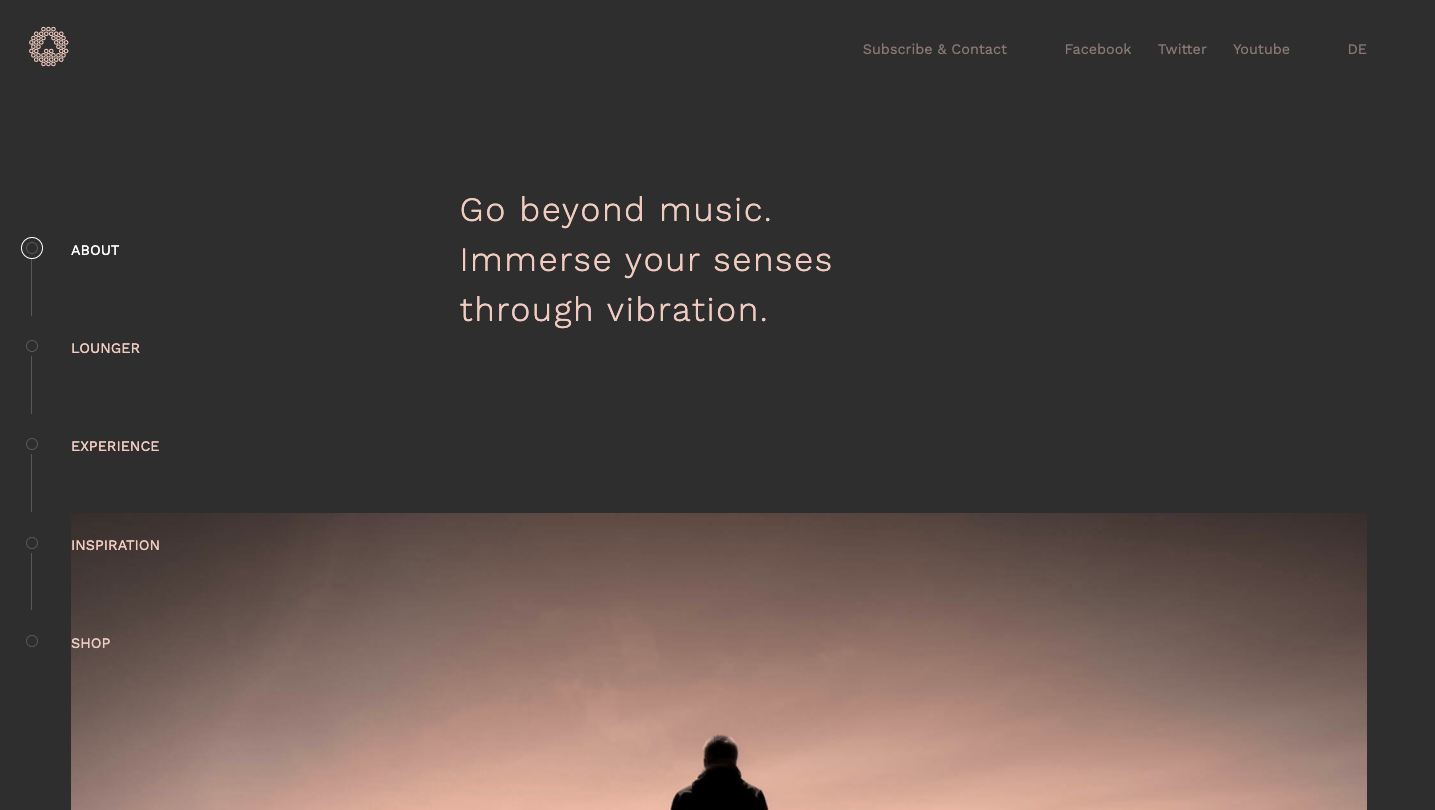 Subscribe & Contact
Facebook
Twitter
Youtube
DE
Go beyond music.
Immerse your senses
through vibration.
ABOUT
LOUNGER
EXPERIENCE
INSPIRATION
SHOP